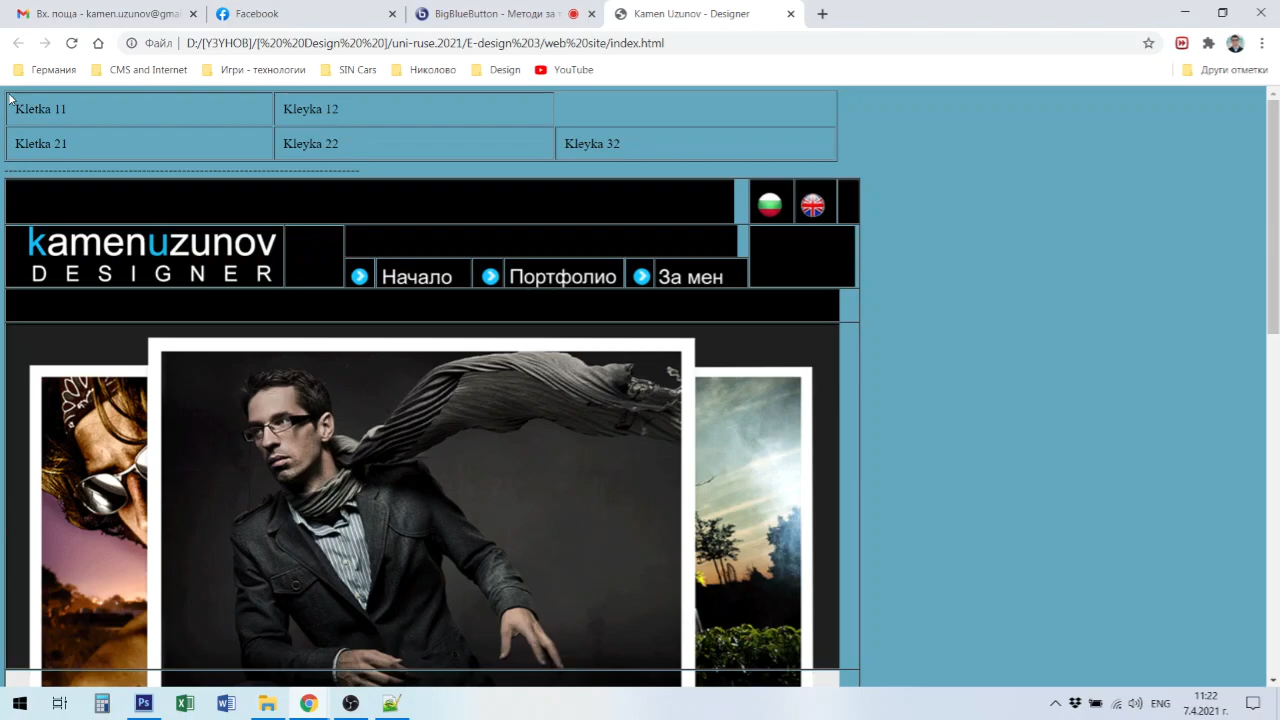 Вх. поща - kamen.uzunov@gmai
Facebook
BigBlueButton - Методи за т
Kamen Uzunov - Designer
Файл D:/[Y3YHOB]/[%20%20Design%20%20]/uni-ruse.2021/E-design%203/web%20site/index.html
Германия
CMS and Internet
Игри - технологии
SIN Cars
Николово
Design
YouTube
Други отметки
Kletka 11 Kleyka 12
Kletka 21 Kleyka 22 Kleyka 32
--------------------------------------------------------------------------------
kamenuzunov
DESIGNER
Начало Портфолио За мен
ENG
11:22
7.4.2021 г.